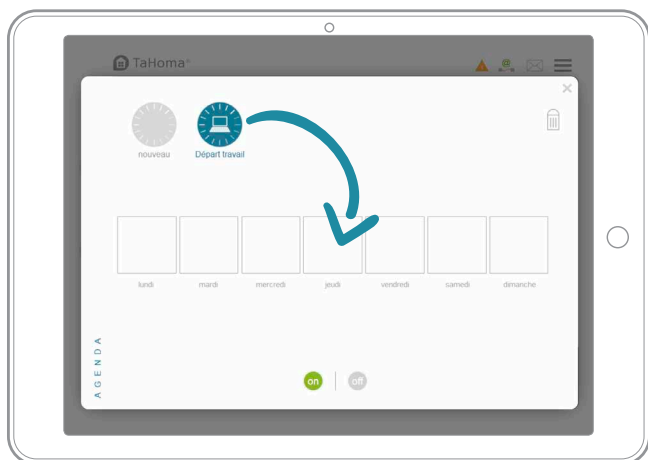 TaHoma®
@
nouveau
Départ travail
lundi
mardi
mercredi
jeudi
vendredi
samedi
dimanche
AGENDA
on
off